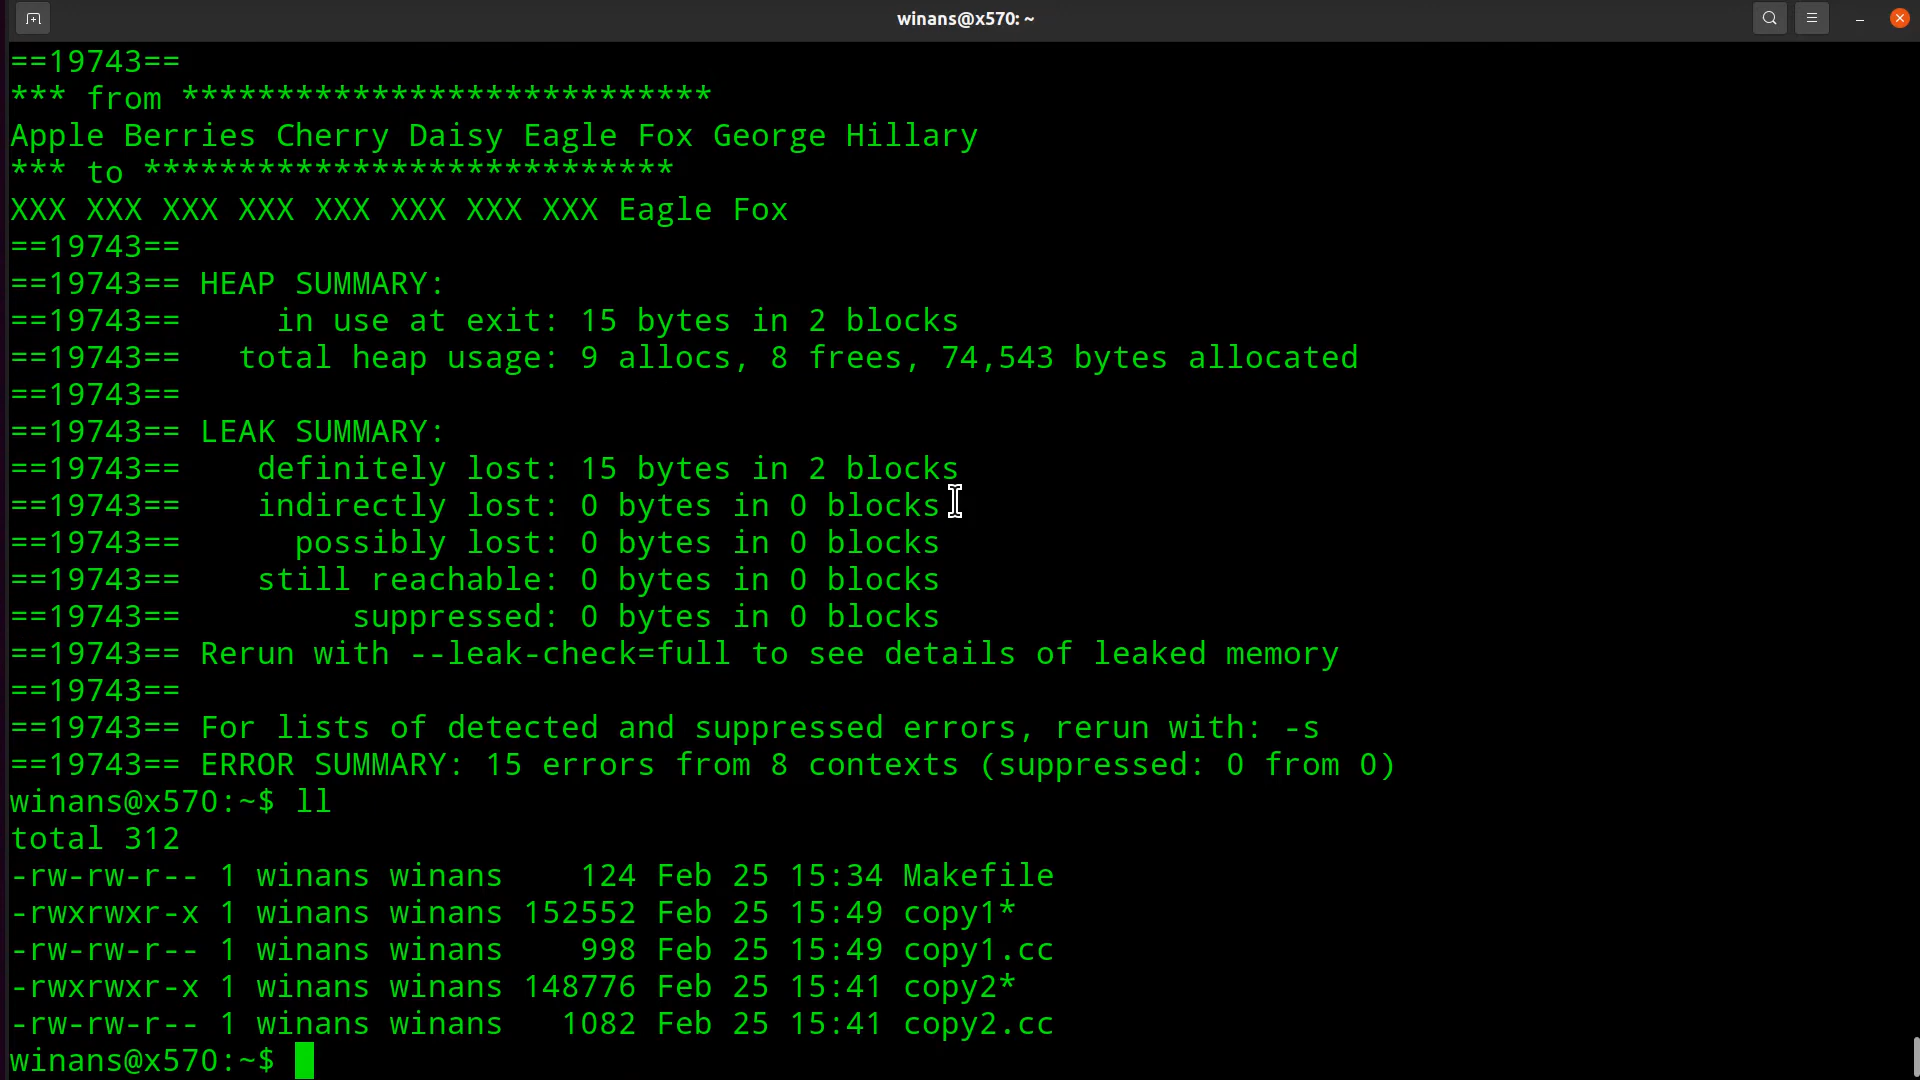 winans@x570: ~
==19743==
*** from ****************************
Apple Berries Cherry Daisy Eagle Fox George Hillary
*** to ****************************
XXX XXX XXX XXX XXX XXX XXX XXX Eagle Fox
==19743==
==19743== HEAP SUMMARY:
==19743==     in use at exit: 15 bytes in 2 blocks
==19743==   total heap usage: 9 allocs, 8 frees, 74,543 bytes allocated
==19743==
==19743== LEAK SUMMARY:
==19743==    definitely lost: 15 bytes in 2 blocks
==19743==    indirectly lost: 0 bytes in 0 blocks
==19743==      possibly lost: 0 bytes in 0 blocks
==19743==    still reachable: 0 bytes in 0 blocks
==19743==         suppressed: 0 bytes in 0 blocks
==19743== Rerun with --leak-check=full to see details of leaked memory
==19743==
==19743== For lists of detected and suppressed errors, rerun with: -s
==19743== ERROR SUMMARY: 15 errors from 8 contexts (suppressed: 0 from 0)
winans@x570:~$ ll
total 312
-rw-rw-r-- 1 winans winans    124 Feb 25 15:34 Makefile
-rwxrwxr-x 1 winans winans 152552 Feb 25 15:49 copy1*
-rw-rw-r-- 1 winans winans    998 Feb 25 15:49 copy1.cc
-rwxrwxr-x 1 winans winans 148776 Feb 25 15:41 copy2*
-rw-rw-r-- 1 winans winans   1082 Feb 25 15:41 copy2.cc
winans@x570:~$